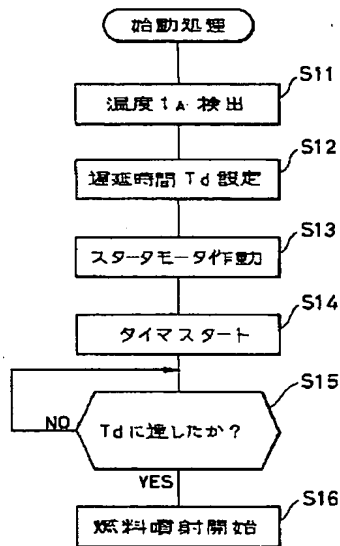 始動処理
S11
温度tA検出
S12
遅延時間Td設定
S13
スタータモータ作動
S14
タイマスタート
S15
Tdに達したか？
NO
YES
S16
燃料噴射開始